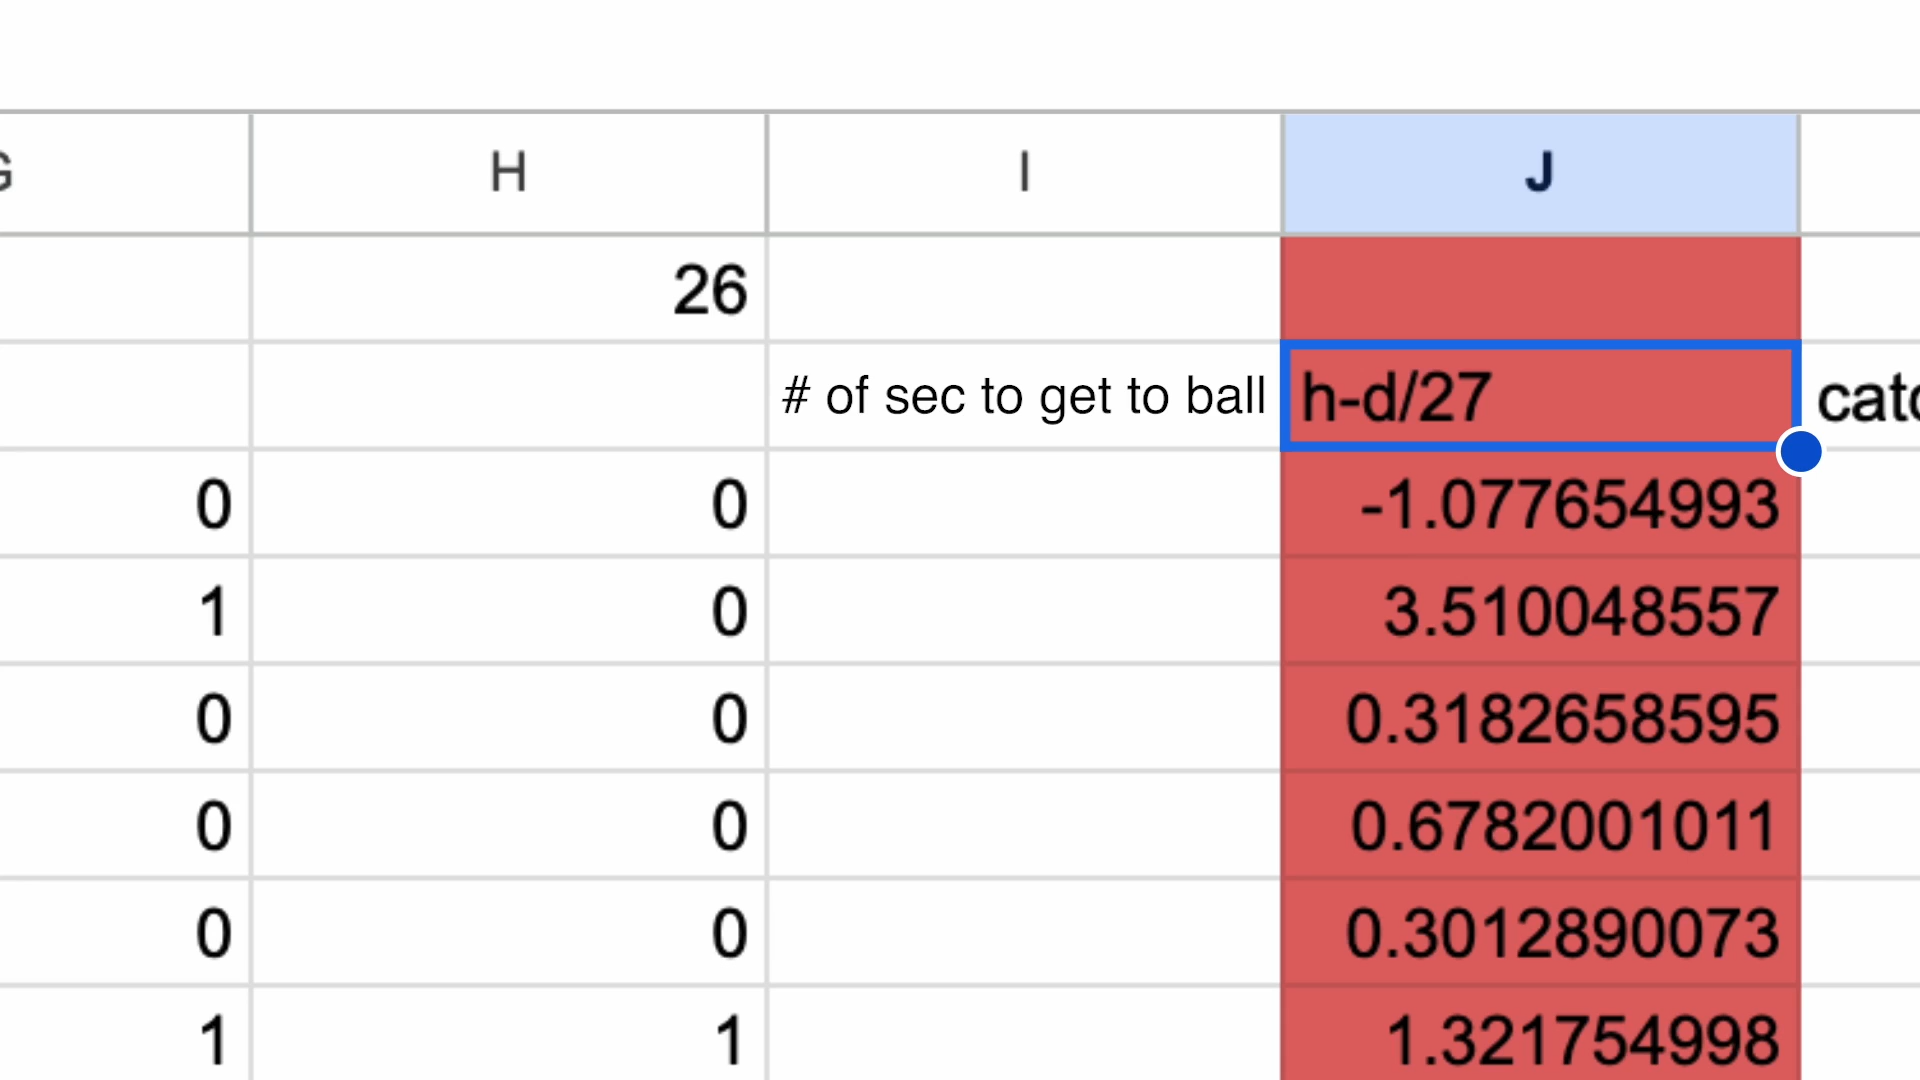 G H I J
26
# of sec to get to ball h-d/27
0 0 -1.077654993
1 0 3.510048557
0 0 0.3182658595
0 0 0.6782001011
0 0 0.3012890073
1 1 1.321754998